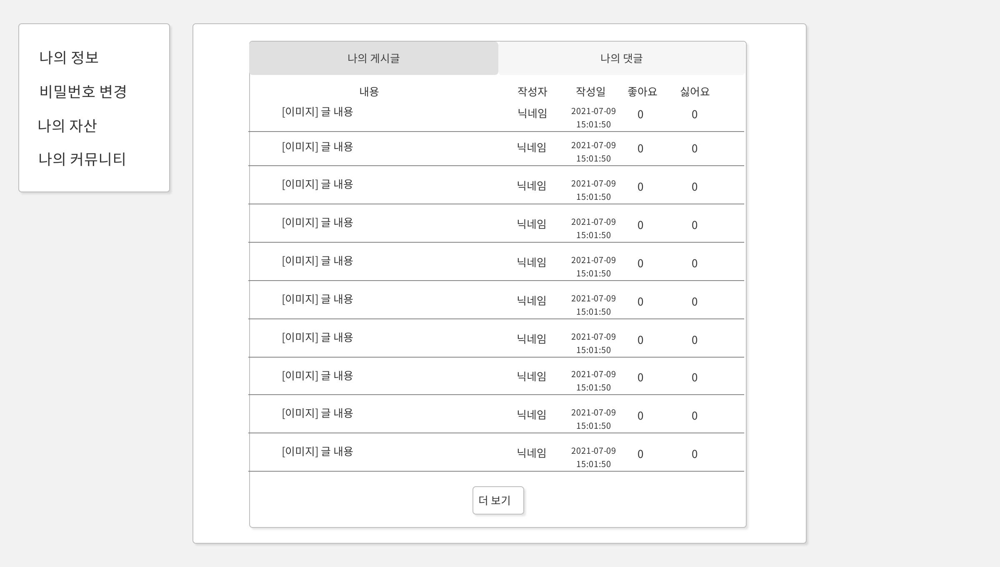 나의 정보
비밀번호 변경
나의 자산
나의 커뮤니티
나의 게시글 나의 댓글
내용 작성자 작성일 좋아요 싫어요
[이미지] 글 내용 닉네임 2021-07-09 0 0
15:01:50
[이미지] 글 내용 닉네임 2021-07-09 0 0
15:01:50
[이미지] 글 내용 닉네임 2021-07-09 0 0
15:01:50
[이미지] 글 내용 닉네임 2021-07-09 0 0
15:01:50
[이미지] 글 내용 닉네임 2021-07-09 0 0
15:01:50
[이미지] 글 내용 닉네임 2021-07-09 0 0
15:01:50
[이미지] 글 내용 닉네임 2021-07-09 0 0
15:01:50
[이미지] 글 내용 닉네임 2021-07-09 0 0
15:01:50
[이미지] 글 내용 닉네임 2021-07-09 0 0
15:01:50
[이미지] 글 내용 닉네임 2021-07-09 0 0
15:01:50
더 보기